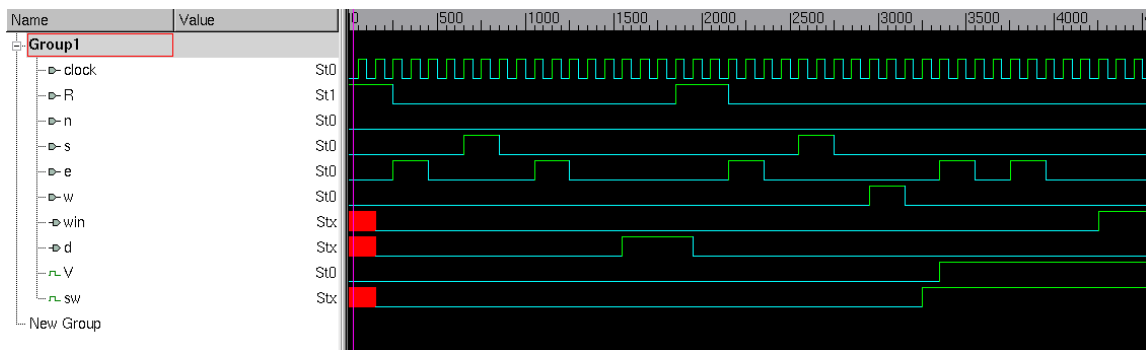 Name Value 0 500 1000 1500 2000 2500 3000 3500 4000
Group1
clock St0
R St1
n St0
s St0
e St0
w St0
win Stx
d Stx
V St0
sw Stx
New Group